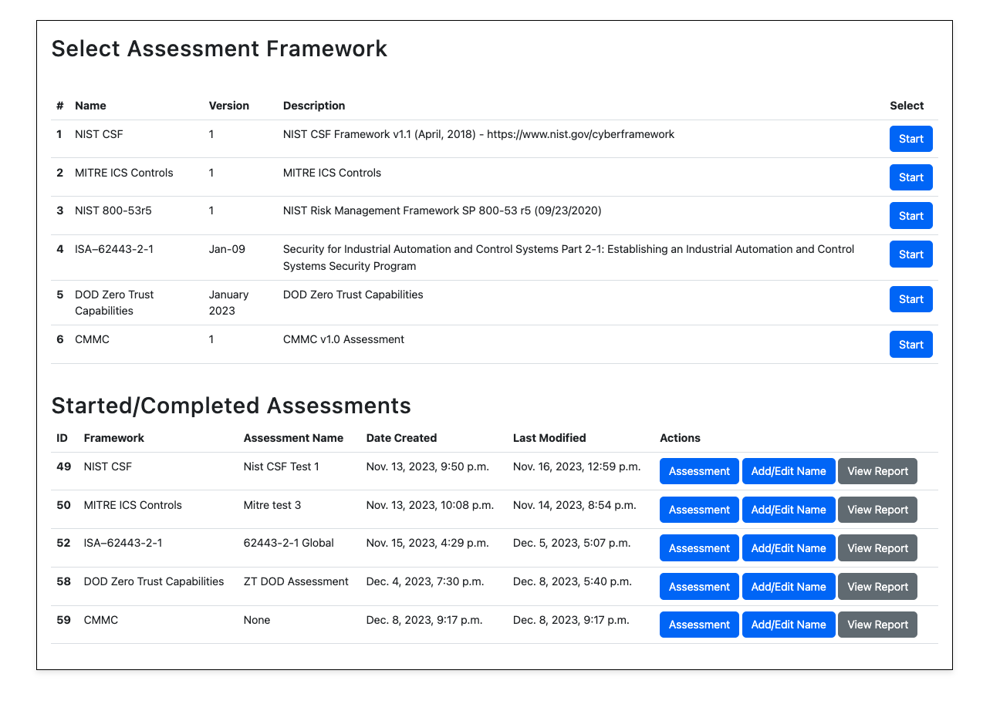 Select Assessment Framework
# Name Version Description Select
1 NIST CSF 1 NIST CSF Framework v1.1 (April, 2018) - https://www.nist.gov/cyberframework Start
2 MITRE ICS Controls 1 MITRE ICS Controls Start
3 NIST 800-53r5 1 NIST Risk Management Framework SP 800-53 r5 (09/23/2020) Start
4 ISA–62443-2-1 Jan-09 Security for Industrial Automation and Control Systems Part 2-1: Establishing an Industrial Automation and Control Start
Systems Security Program
5 DOD Zero Trust January DOD Zero Trust Capabilities Start
Capabilities 2023
6 CMMC 1 CMMC v1.0 Assessment Start
Started/Completed Assessments
ID Framework Assessment Name Date Created Last Modified Actions
49 NIST CSF Nist CSF Test 1 Nov. 13, 2023, 9:50 p.m. Nov. 16, 2023, 12:59 p.m. Assessment Add/Edit Name View Report
50 MITRE ICS Controls Mitre test 3 Nov. 13, 2023, 10:08 p.m. Nov. 14, 2023, 8:54 p.m. Assessment Add/Edit Name View Report
52 ISA–62443-2-1 62443-2-1 Global Nov. 15, 2023, 4:29 p.m. Dec. 5, 2023, 5:07 p.m. Assessment Add/Edit Name View Report
58 DOD Zero Trust Capabilities ZT DOD Assessment Dec. 4, 2023, 7:30 p.m. Dec. 8, 2023, 5:40 p.m. Assessment Add/Edit Name View Report
59 CMMC None Dec. 8, 2023, 9:17 p.m. Dec. 8, 2023, 9:17 p.m. Assessment Add/Edit Name View Report